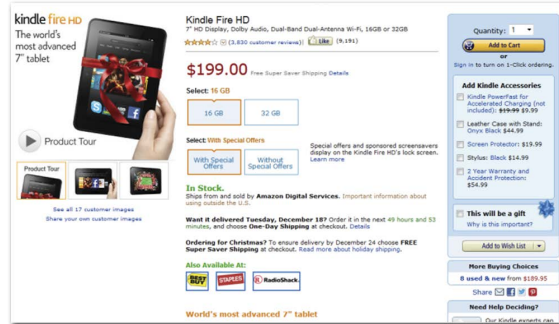 kindle fire HD
The world's
most advanced
7" tablet
Product Tour
Product Tour
See all 17 customer images
Share your own customer images
Kindle Fire HD
7" HD Display, Dolby Audio, Dual-Band Dual-Antenna Wi-Fi, 16GB or 32GB
(3,830 customer reviews) Like (9,191)
$199.00 Free Super Saver Shipping Details
Select: 16 GB
16 GB 32 GB
Select: With Special Offers
With Special Offers
Without Special Offers
Special offers and sponsored screensavers
display on the Kindle Fire HD's lock screen.
Learn more
In Stock.
Ships from and sold by Amazon Digital Services. Important information about
using outside the U.S.
Want it delivered Tuesday, December 18? Order it in the next 49 hours and 53
minutes, and choose One-Day Shipping at checkout. Details
Ordering for Christmas? To ensure delivery by December 24 choose FREE
Super Saver Shipping at checkout. Read more about holiday shipping.
Also Available At:
BEST BUY STAPLES RadioShack.
World's most advanced 7" tablet
Quantity: 1
Add to Cart
or
Sign in to turn on 1-Click ordering.
Add Kindle Accessories
Kindle PowerFast for
Accelerated Charging (not
included): $19.99 $9.99
Leather Case with Stand:
Onyx Black $44.99
Screen Protector: $19.99
Stylus: Black $14.99
2 Year Warranty and
Accident Protection:
$54.99
This will be a gift
Why is this important?
Add to Wish List
More Buying Choices
8 used & new from $189.95
Share
Need Help Deciding?
Our Kindle experts can